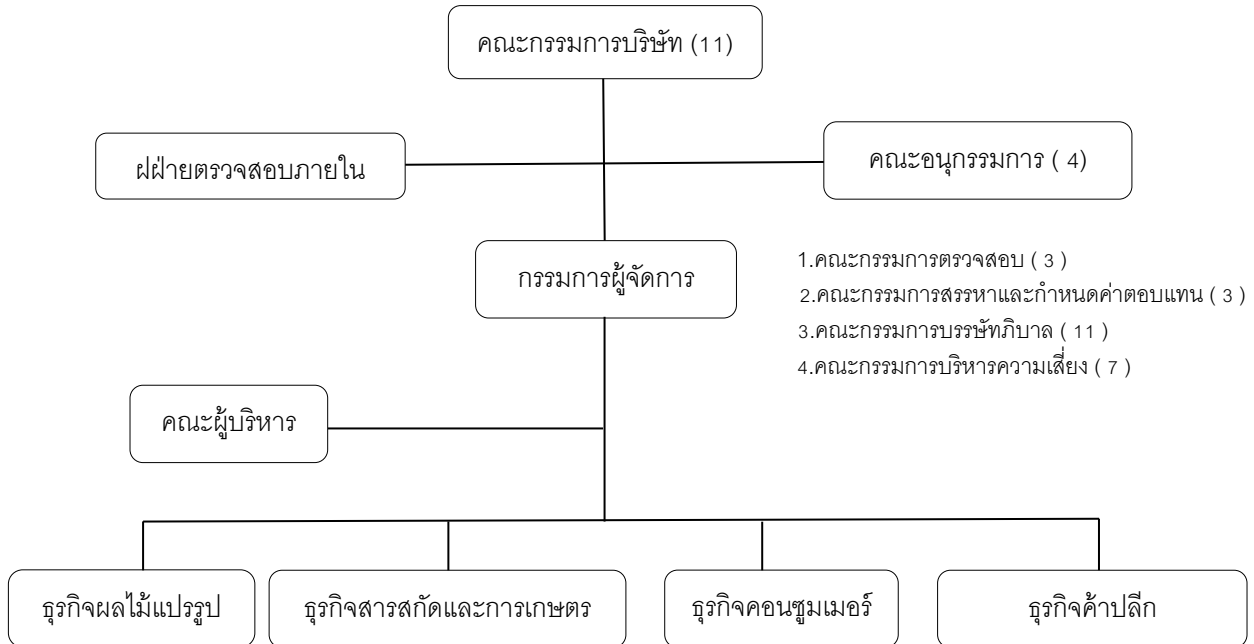 คณะกรรมการบริษัท (11)
ฝ่ายตรวจสอบภายใน
คณะอนุกรรมการ ( 4)
กรรมการผู้จัดการ
1.คณะกรรมการตรวจสอบ ( 3 )
2.คณะกรรมการสรรหาและกำหนดค่าตอบแทน ( 3 )
3.คณะกรรมการบรรษัทภิบาล ( 11 )
4.คณะกรรมการบริหารความเสี่ยง ( 7 )
คณะผู้บริหาร
ธุรกิจผลไม้แปรรูป
ธุรกิจสารสกัดและการเกษตร
ธุรกิจคอนซูมเมอร์
ธุรกิจค้าปลีก